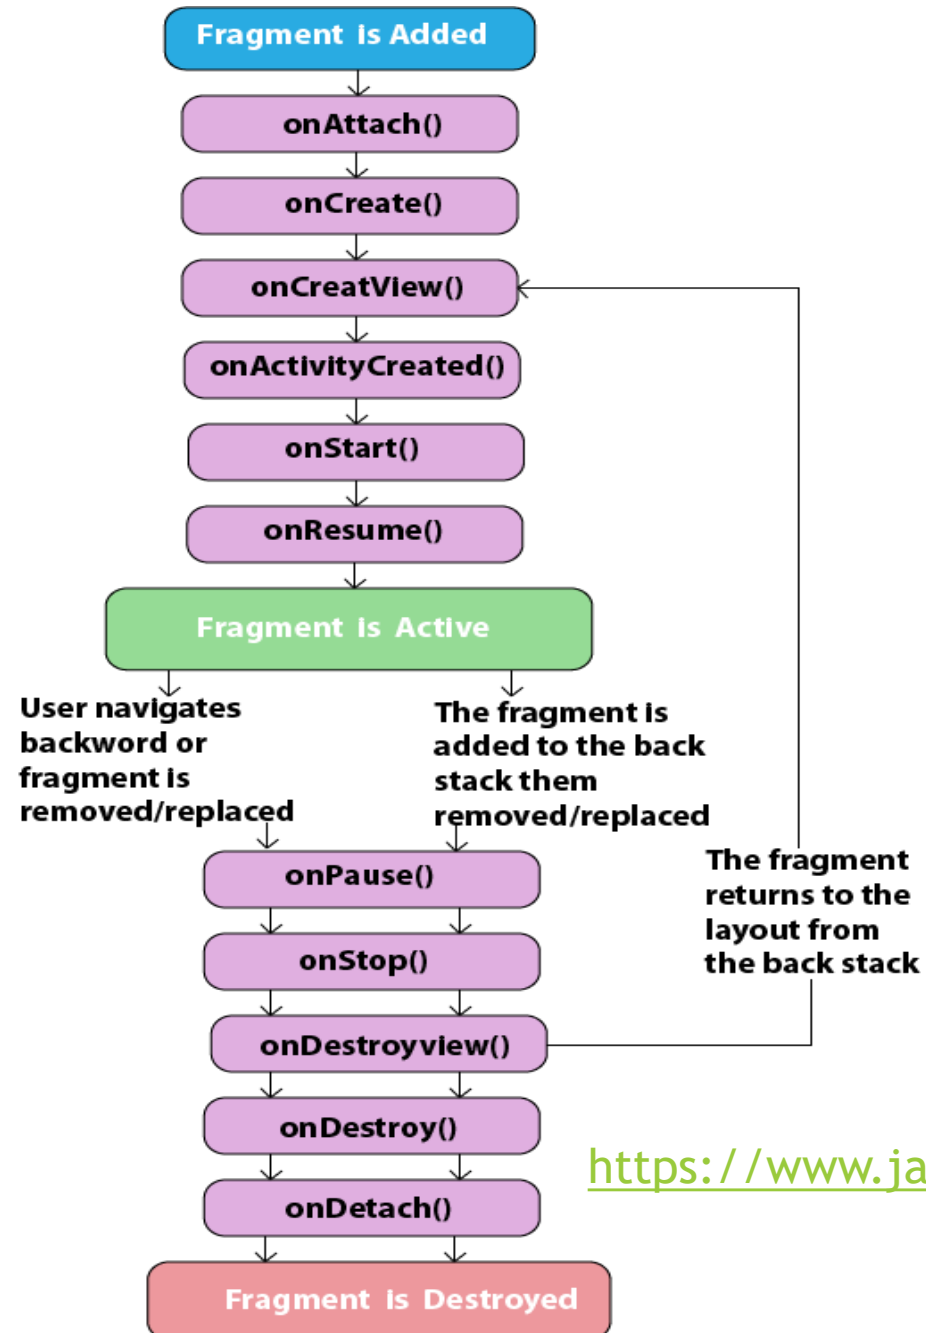 Fragment is Added
onAttach()
onCreate()
onCreatView()
onActivityCreated()
onStart()
onResume()
Fragment is Active
User navigates
backword or
fragment is
removed/replaced
The fragment is
added to the back
stack them
removed/replaced
onPause()
The fragment
returns to the
layout from
the back stack
onStop()
onDestroyview()
onDestroy()
https://www.ja
onDetach()
Fragment is Destroyed